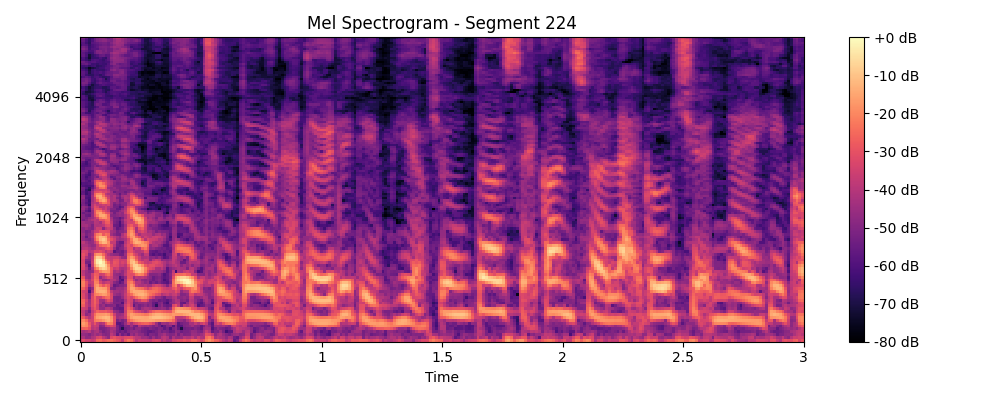 Mel Spectrogram - Segment 224
+0 dB
-10 dB
-20 dB
-30 dB
-40 dB
-50 dB
-60 dB
-70 dB
-80 dB
4096
2048
1024
512
0
Frequency
0 0.5 1 1.5 2 2.5 3
Time